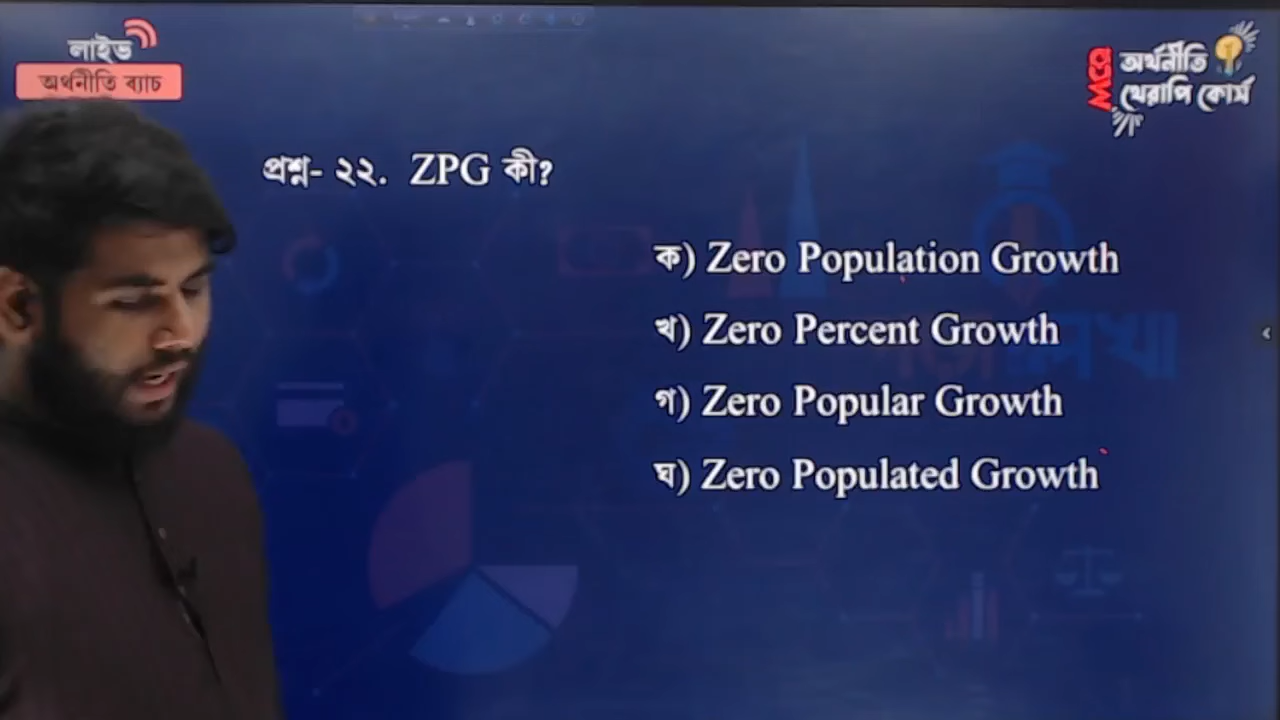 লাইভ
অর্থনীতি ব্যাচ
MCQ
অর্থনীতি
থেরাপি কোর্স
প্রশ্ন- ২২. ZPG কী?
ক) Zero Population Growth
খ) Zero Percent Growth
গ) Zero Popular Growth
ঘ) Zero Populated Growth